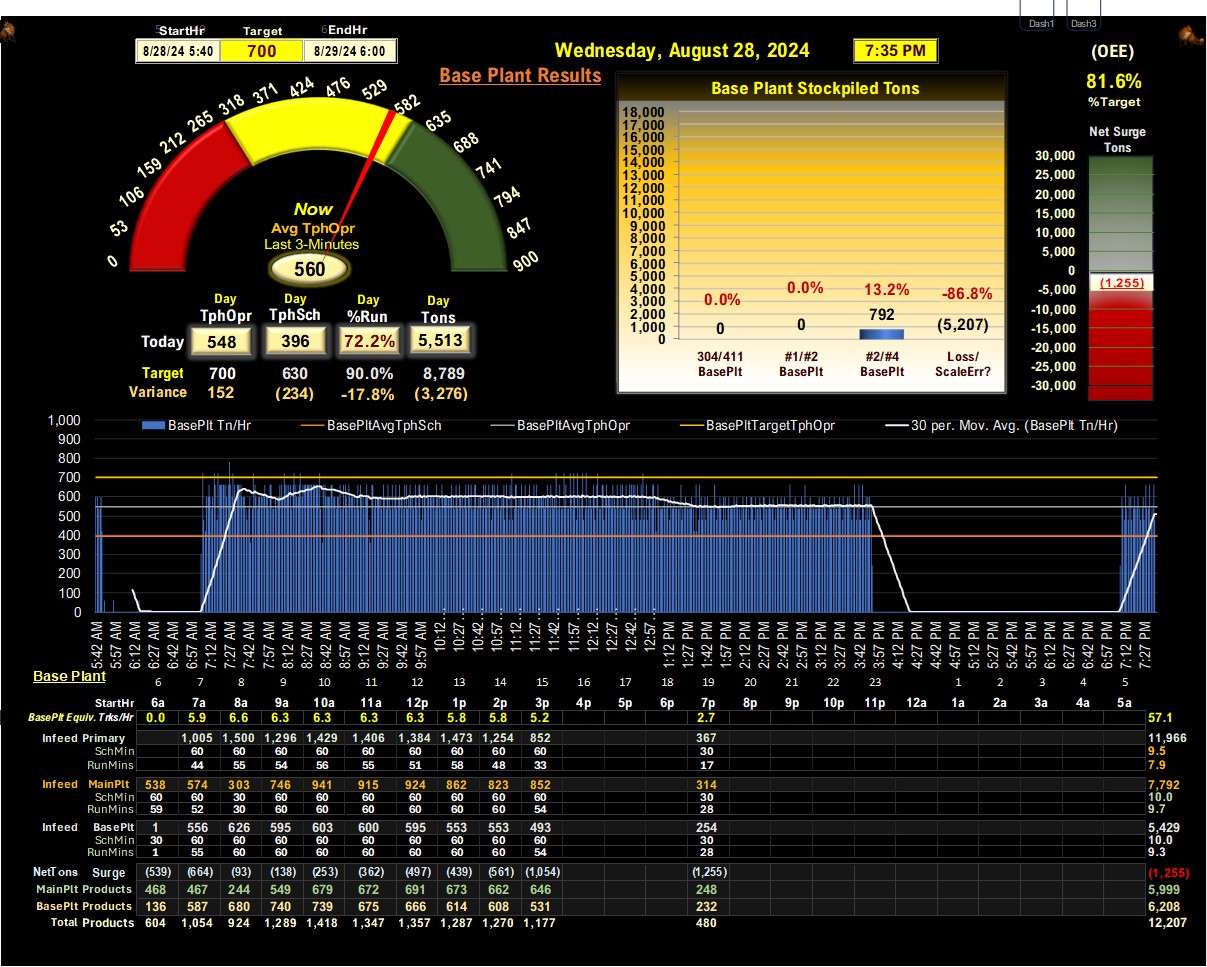 Dash1 Dash3
StartHr Target EndHr
8/28/24 5:40 700 8/29/24 6:00
Wednesday, August 28, 2024 7:35 PM
(OEE)
81.6%
%Target
Base Plant Results
0 53 106 159 212 265 318 371 424 476 529 582 635 688 741 794 847 900
Now
Avg TphOpr
Last 3-Minutes
560
Day Day Day Day
TphOpr TphSch %Run Tons
Today 548 396 72.2% 5,513
Target 700 630 90.0% 8,789
Variance 152 (234) -17.8% (3,276)
Base Plant Stockpiled Tons
18,000
17,000
16,000
15,000
14,000
13,000
12,000
11,000
10,000
9,000
8,000
7,000
6,000
5,000
4,000
3,000
2,000
1,000
0
0.0% 0.0% 13.2% -86.8%
0 0 792 (5,207)
304/411 #1/#2 #2/#4 Loss/
BasePlt BasePlt BasePlt ScaleErr?
Net Surge
Tons
30,000
25,000
20,000
15,000
10,000
5,000
0
-5,000
-10,000
-15,000
-20,000
-25,000
-30,000
(1,255)
BasePlt Tn/Hr BasePltAvgTphSch BasePltAvgTphOpr BasePltTargetTphOpr 30 per. Mov. Avg. (BasePlt Tn/Hr)
1,000
900
800
700
600
500
400
300
200
100
0
5:42 AM 5:57 AM 6:12 AM 6:27 AM 6:42 AM 6:57 AM 7:12 AM 7:27 AM 7:42 AM 7:57 AM 8:12 AM 8:27 AM 8:42 AM 8:57 AM 9:12 AM 9:27 AM 9:42 AM 9:57 AM 10:12... 10:27... 10:42... 10:57... 11:12... 11:27... 11:42... 11:57... 12:12... 12:27... 12:42... 12:57... 1:12 PM 1:27 PM 1:42 PM 1:57 PM 2:12 PM 2:27 PM 2:42 PM 2:57 PM 3:12 PM 3:27 PM 3:42 PM 3:57 PM 4:12 PM 4:27 PM 4:42 PM 4:57 PM 5:12 PM 5:27 PM 5:42 PM 5:57 PM 6:12 PM 6:27 PM 6:42 PM 6:57 PM 7:12 PM 7:27 PM
Base Plant
6 7 8 9 10 11 12 13 14 15 16 17 18 19 20 21 22 23 1 2 3 4 5
StartHr 6a 7a 8a 9a 10a 11a 12p 1p 2p 3p 4p 5p 6p 7p 8p 9p 10p 11p 12a 1a 2a 3a 4a 5a
BasePlt Equiv. Trks/Hr 0.0 5.9 6.6 6.3 6.3 6.3 6.3 5.8 5.8 5.2 2.7 57.1
Infeed Primary 1,005 1,500 1,296 1,429 1,406 1,384 1,473 1,254 852 367 11,966
SchMin 60 60 60 60 60 60 60 60 60 30 9.5
RunMins 44 55 54 56 55 51 58 48 33 17 7.9
Infeed MainPlt 538 574 303 746 941 915 924 862 823 852 314 7,792
SchMin 60 60 30 60 60 60 60 60 60 60 30 10.0
RunMins 59 52 30 60 60 60 60 60 60 54 28 9.7
Infeed BasePlt 1 556 626 595 603 600 595 553 553 493 254 5,429
SchMin 30 60 60 60 60 60 60 60 60 60 30 10.0
RunMins 1 55 60 60 60 60 60 60 60 54 28 9.3
NetTons Surge (539) (664) (93) (138) (253) (362) (497) (439) (561) (1,054) (1,255) (1,255)
MainPlt Products 468 467 244 549 679 672 691 673 662 646 248 5,999
BasePlt Products 136 587 680 740 739 675 666 614 608 531 232 6,208
Total Products 604 1,054 924 1,289 1,418 1,347 1,357 1,287 1,270 1,177 480 12,207